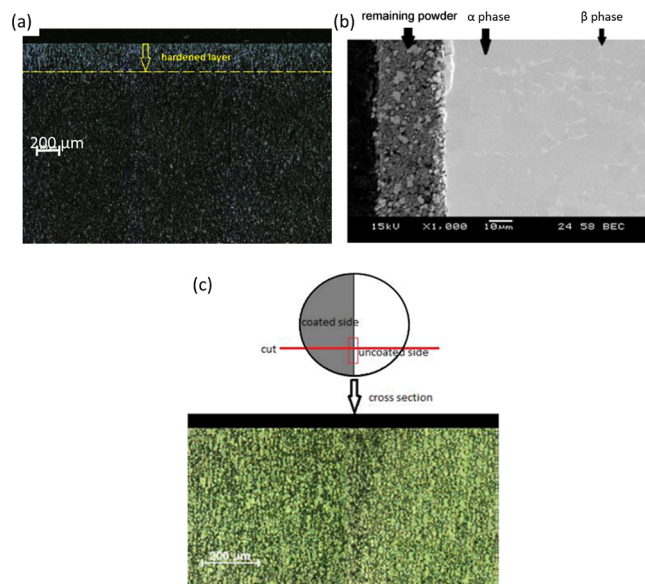 (a)
hardened layer
200 μm
(b)
remaining powder
α phase
β phase
15kV X1,000 10μm 24 58 BEC
(c)
coated side
uncoated side
cut
cross section
200 μm